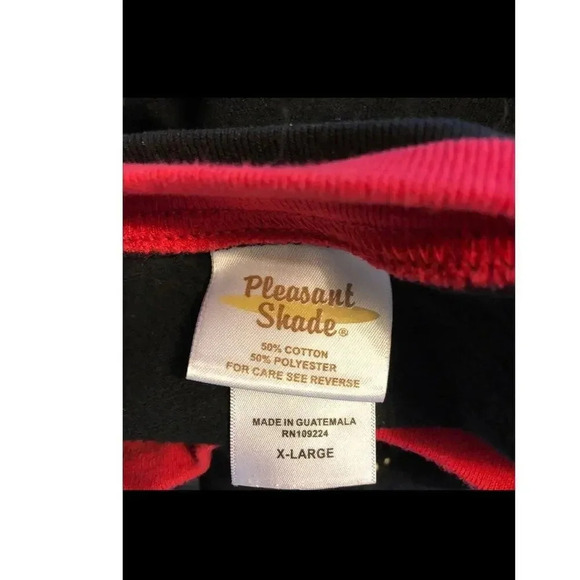 Pleasant
Shade®
50% COTTON
50% POLYESTER
FOR CARE SEE REVERSE
MADE IN GUATEMALA
RN109224
X-LARGE